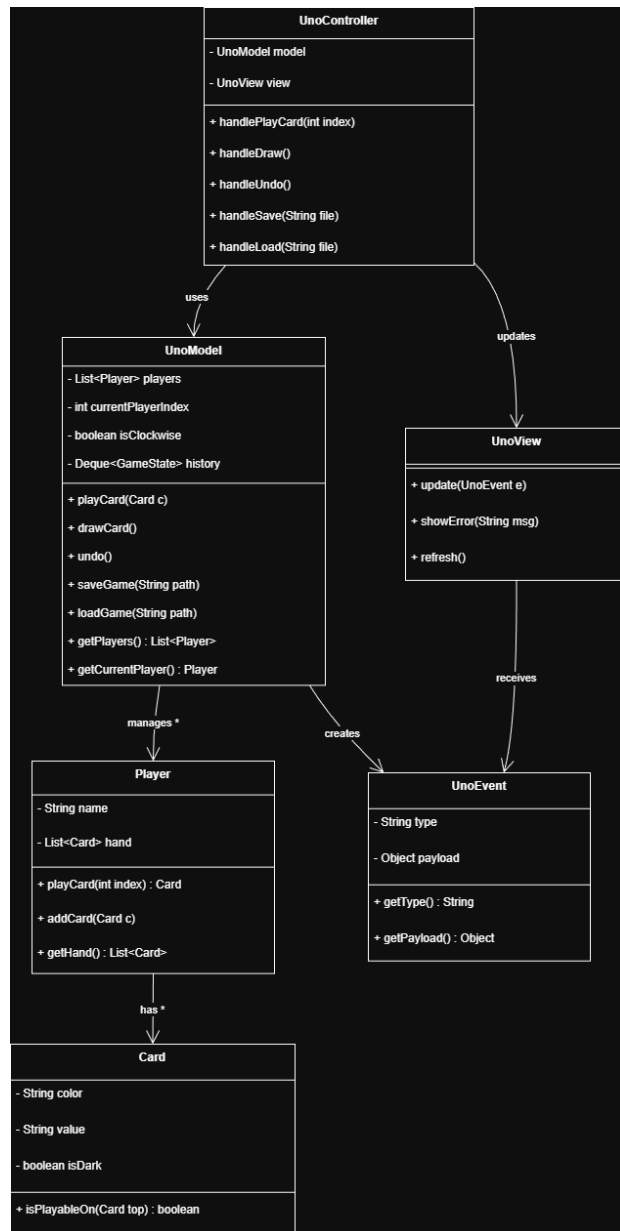 UnoController
- UnoModel model
- UnoView view
+ handlePlayCard(int index)
+ handleDraw()
+ handleUndo()
+ handleSave(String file)
+ handleLoad(String file)
uses
updates
UnoModel
- List<Player> players
- int currentPlayerIndex
- boolean isClockwise
- Deque<GameState> history
+ playCard(Card c)
+ drawCard()
+ undo()
+ saveGame(String path)
+ loadGame(String path)
+ getPlayers() : List<Player>
+ getCurrentPlayer() : Player
UnoView
+ update(UnoEvent e)
+ showError(String msg)
+ refresh()
manages *
creates
receives
Player
- String name
- List<Card> hand
+ playCard(int index) : Card
+ addCard(Card c)
+ getHand() : List<Card>
UnoEvent
- String type
- Object payload
+ getType() : String
+ getPayload() : Object
has *
Card
- String color
- String value
- boolean isDark
+ isPlayableOn(Card top) : boolean